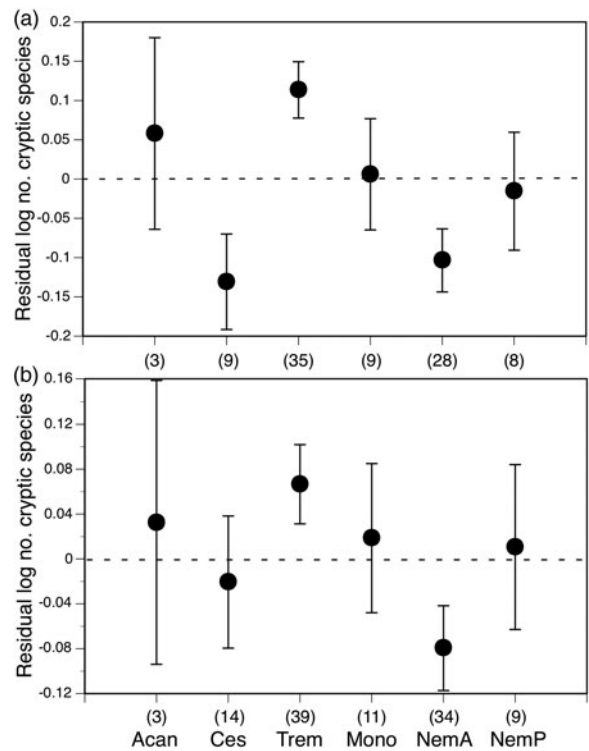 (a)
Residual log no. cryptic species
0.2
0.15
0.1
0.05
0
-0.05
-0.1
-0.15
-0.2
(3) (9) (35) (9) (28) (8)
(b)
Residual log no. cryptic species
0.16
0.12
0.08
0.04
0
-0.04
-0.08
-0.12
(3) (14) (39) (11) (34) (9)
Acan Ces Trem Mono NemA NemP